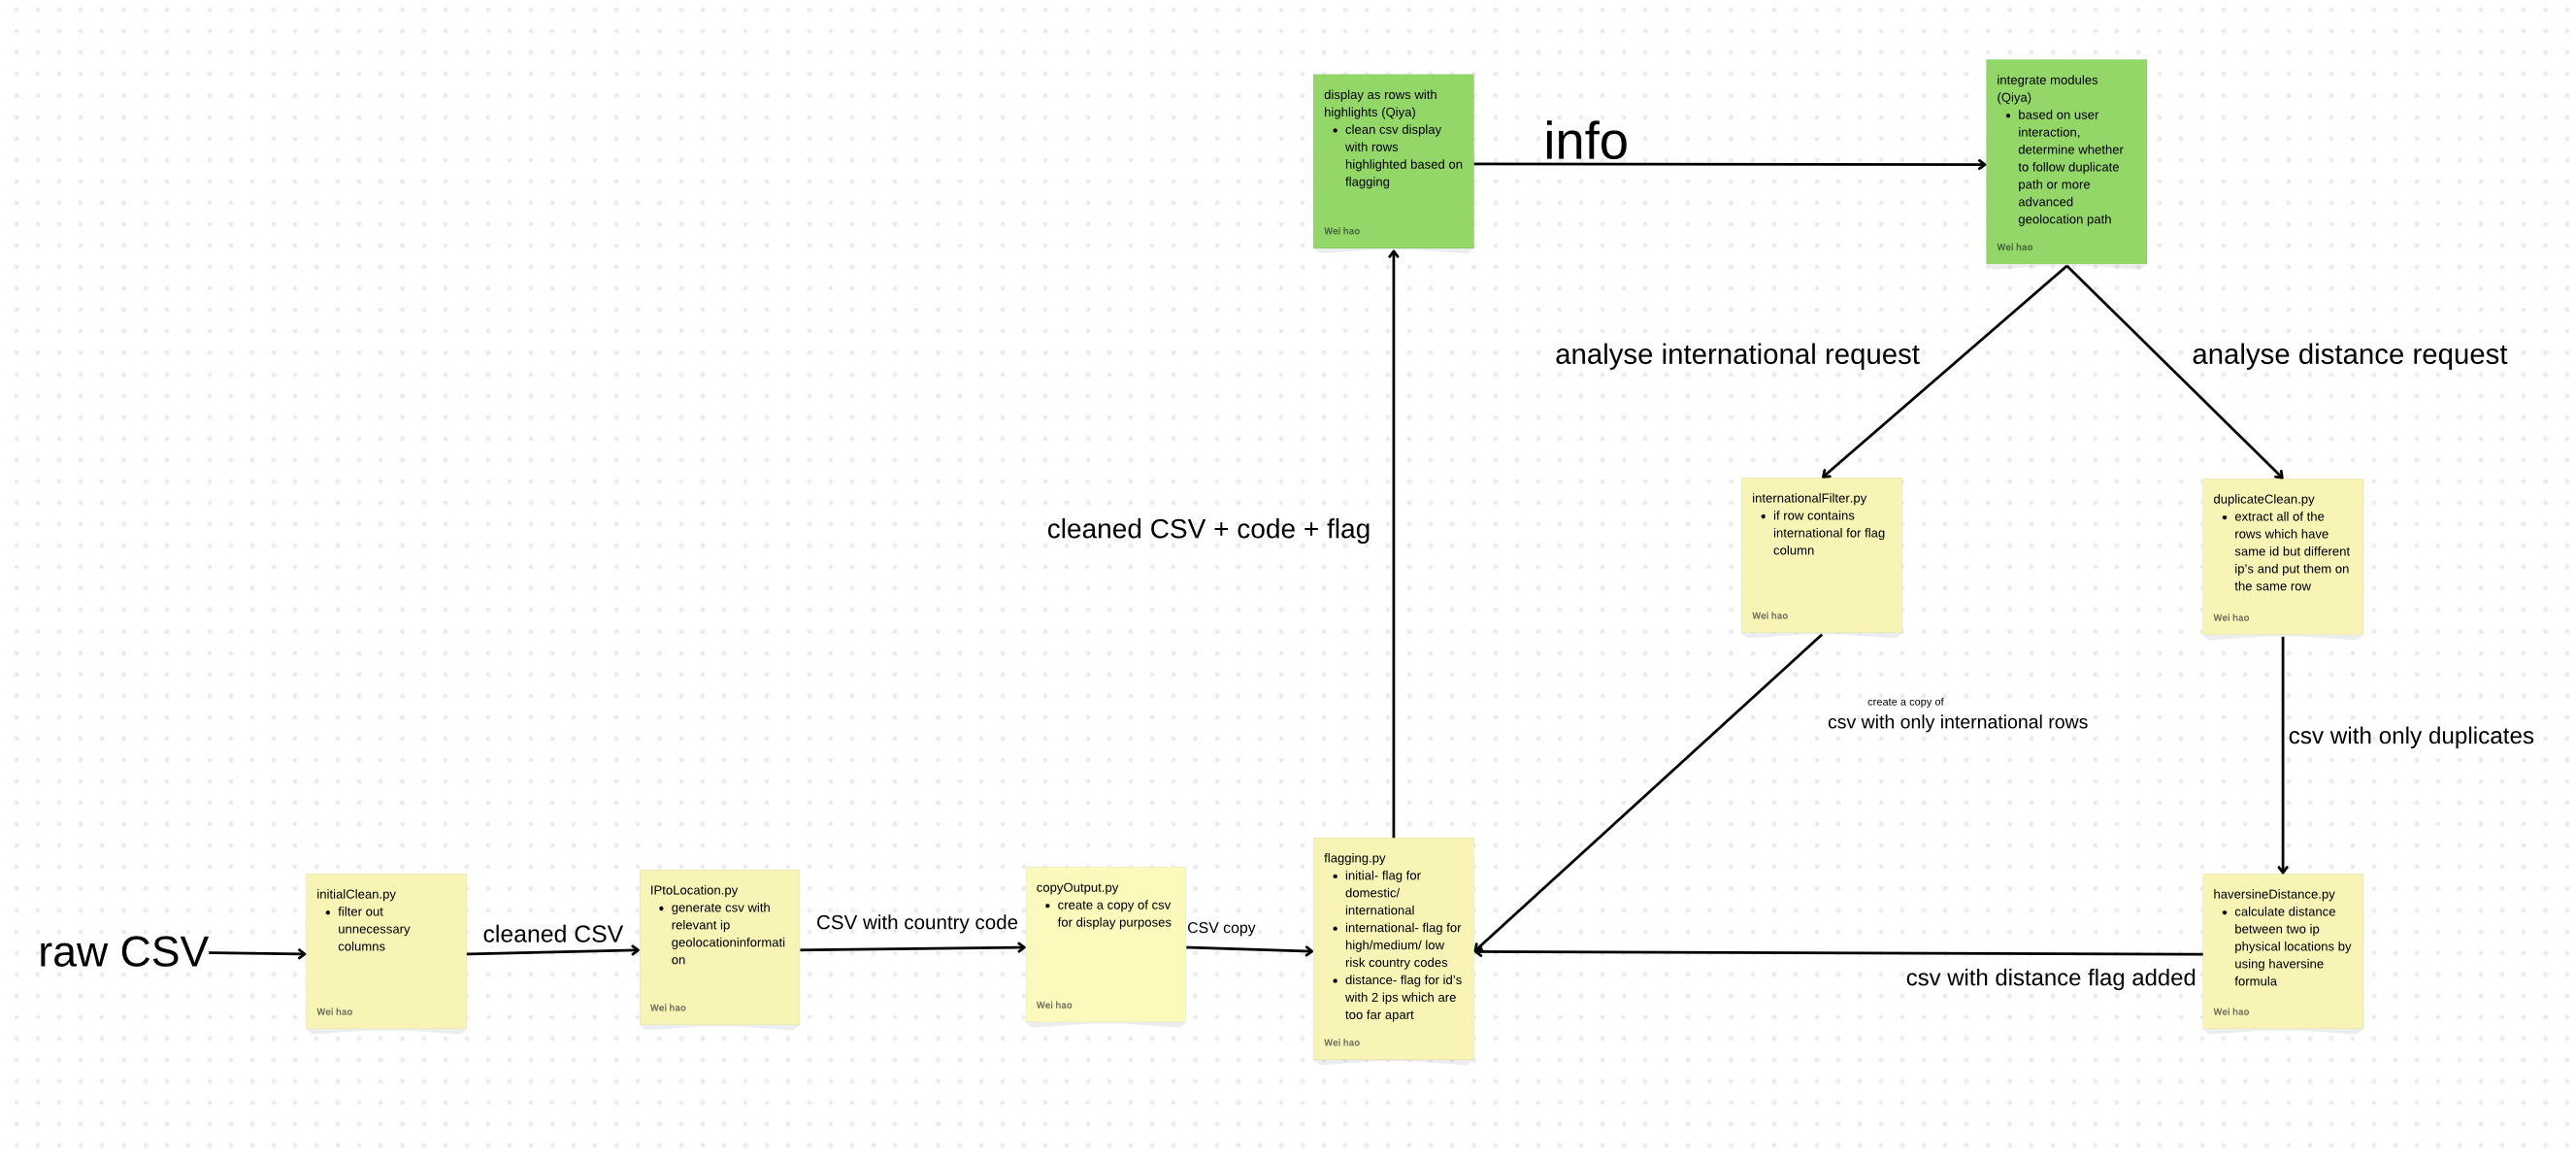 display as rows with
highlights (Qiya)
clean csv display
with rows
highlighted based on
flagging
Wei hao
info
integrate modules
(Qiya)
based on user
interaction,
determine whether
to follow duplicate
path or more
advanced
geolocation path
Wei hao
analyse international request
analyse distance request
cleaned CSV + code + flag
internationalFilter.py
if row contains
international for flag
column
Wei hao
duplicateClean.py
extract all of the
rows which have
same id but different
ip's and put them on
the same row
Wei hao
create a copy of
csv with only international rows
csv with only duplicates
raw CSV
initialClean.py
filter out
unnecessary
columns
Wei hao
cleaned CSV
IPtoLocation.py
generate csv with
relevant ip
geolocationinformati
on
Wei hao
CSV with country code
copyOutput.py
create a copy of csv
for display purposes
Wei hao
CSV copy
flagging.py
initial- flag for
domestic/
international
international- flag for
high/medium/ low
risk country codes
distance- flag for id's
with 2 ips which are
too far apart
Wei hao
csv with distance flag added
haversineDistance.py
calculate distance
between two ip
physical locations by
using haversine
formula
Wei hao